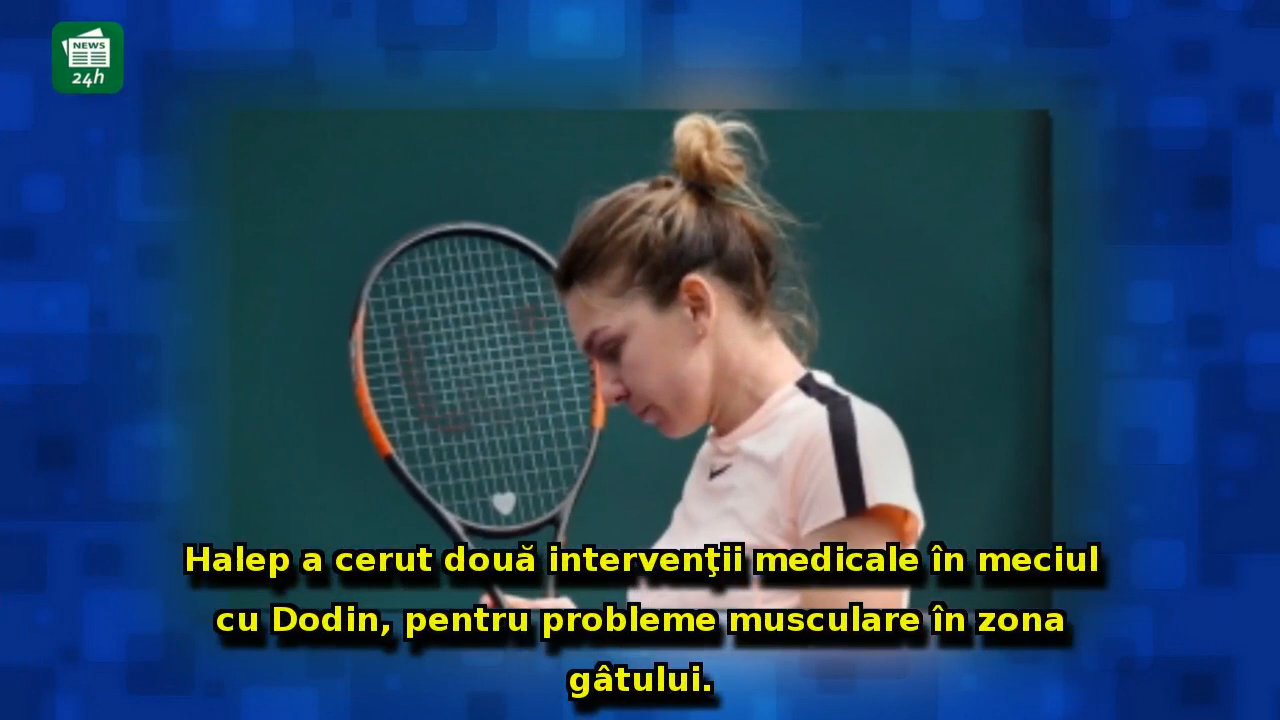 NEWS
24h
Halep a cerut două intervenţii medicale în meciul
cu Dodin, pentru probleme musculare în zona
gâtului.